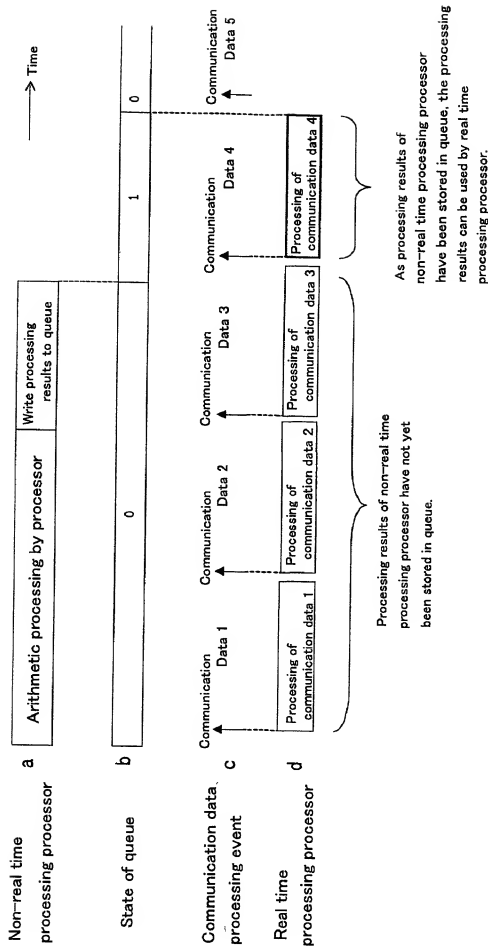 Time
Non-real time
processing processor
a
Arithmetic processing by processor
Write processing
results to queue
State of queue
b
0
1
0
Communication data
processing event
c
Communication
Data 1
Communication
Data 2
Communication
Data 3
Communication
Data 4
Communication
Data 5
Real time
processing processor
d
Processing of
communication data 1
Processing of
communication data 2
Processing of
communication data 3
Processing of
communication data 4
Processing results of non-real time
processing processor have not yet
been stored in queue.
As processing results of
non-real time processing processor
have been stored in queue, the processing
results can be used by real time
processing processor.